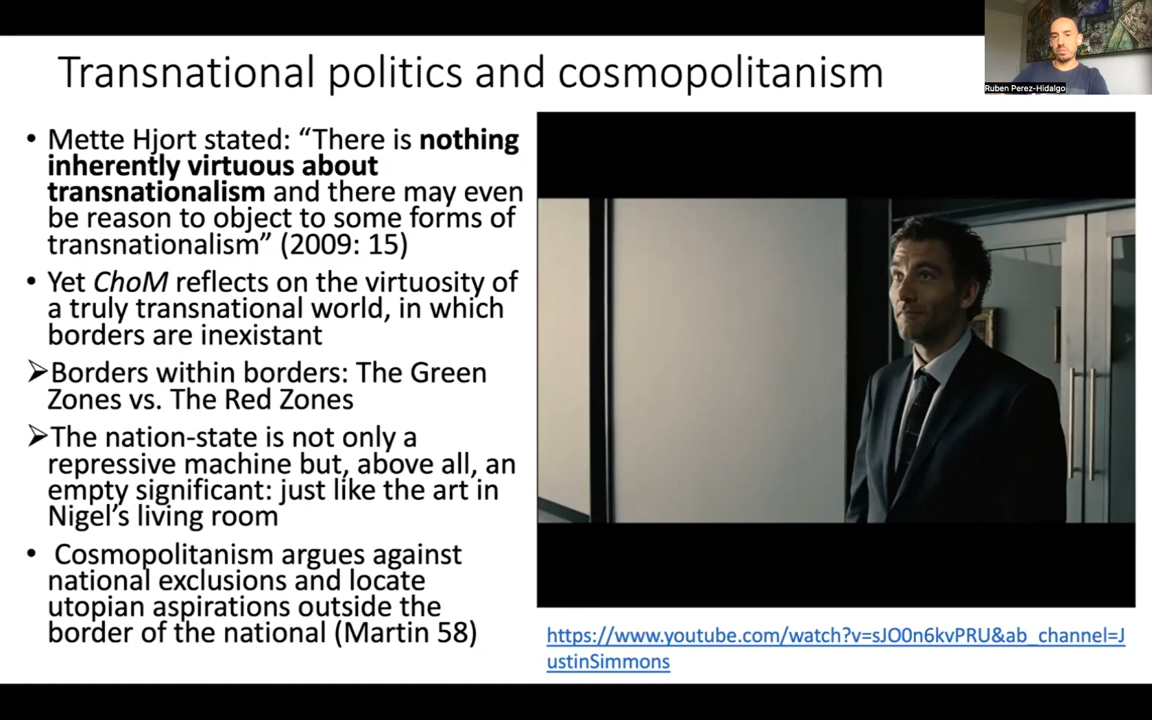 Transnational politics and cosmopolitanism
Ruben Perez-Hidalgo
• Mette Hjort stated: “There is nothing
inherently virtuous about
transnationalism and there may even
be reason to object to some forms of
transnationalism” (2009: 15)
• Yet ChoM reflects on the virtuosity of
a truly transnational world, in which
borders are inexistant
➢Borders within borders: The Green
Zones vs. The Red Zones
➢The nation-state is not only a
repressive machine but, above all, an
empty significant: just like the art in
Nigel’s living room
• Cosmopolitanism argues against
national exclusions and locate
utopian aspirations outside the
border of the national (Martin 58)
https://www.youtube.com/watch?v=sJO0n6kvPRU&ab_channel=J
ustinSimmons